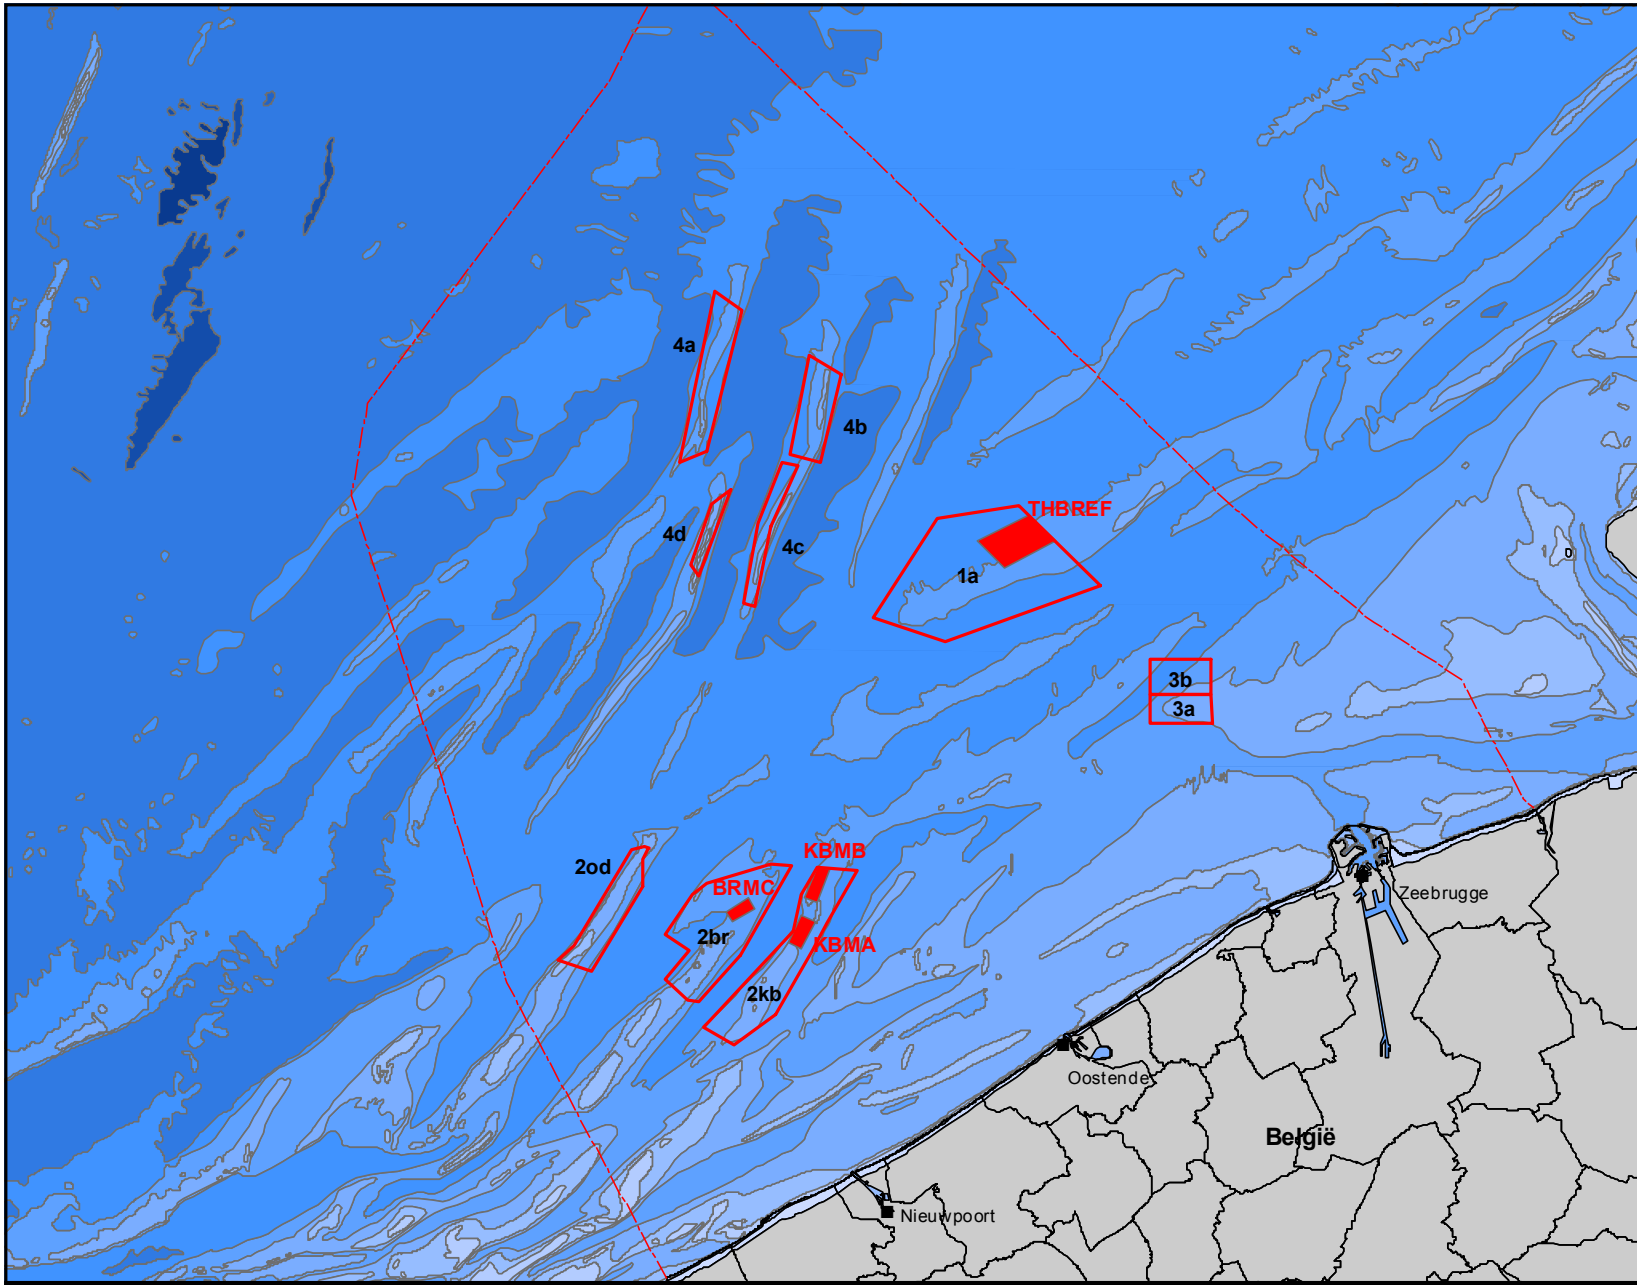 4a
4b
THBREF
4d
4c
1a
3b
3a
KBMB
2od
BRMC
Zeebrugge
2br
KBMA
2kb
Oostende
België
Nieuwpoort